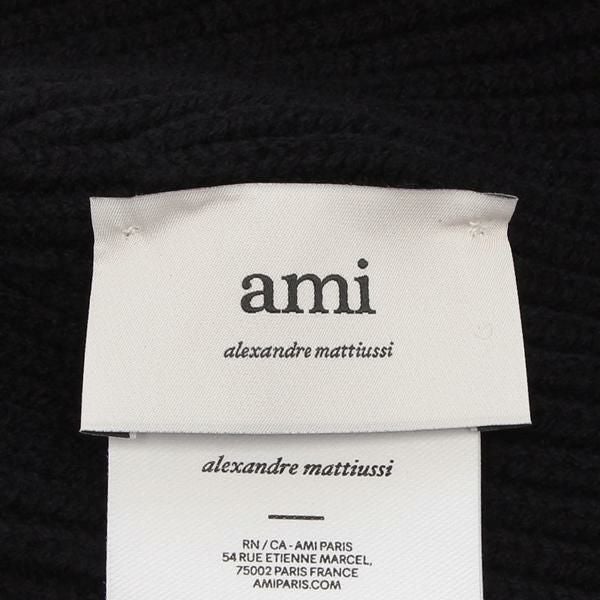 ami
alexandre mattiussi
alexandre mattiussi
RN / CA - AMI PARIS
54 RUE ETIENNE MARCEL,
75002 PARIS FRANCE
AMIPARIS.COM